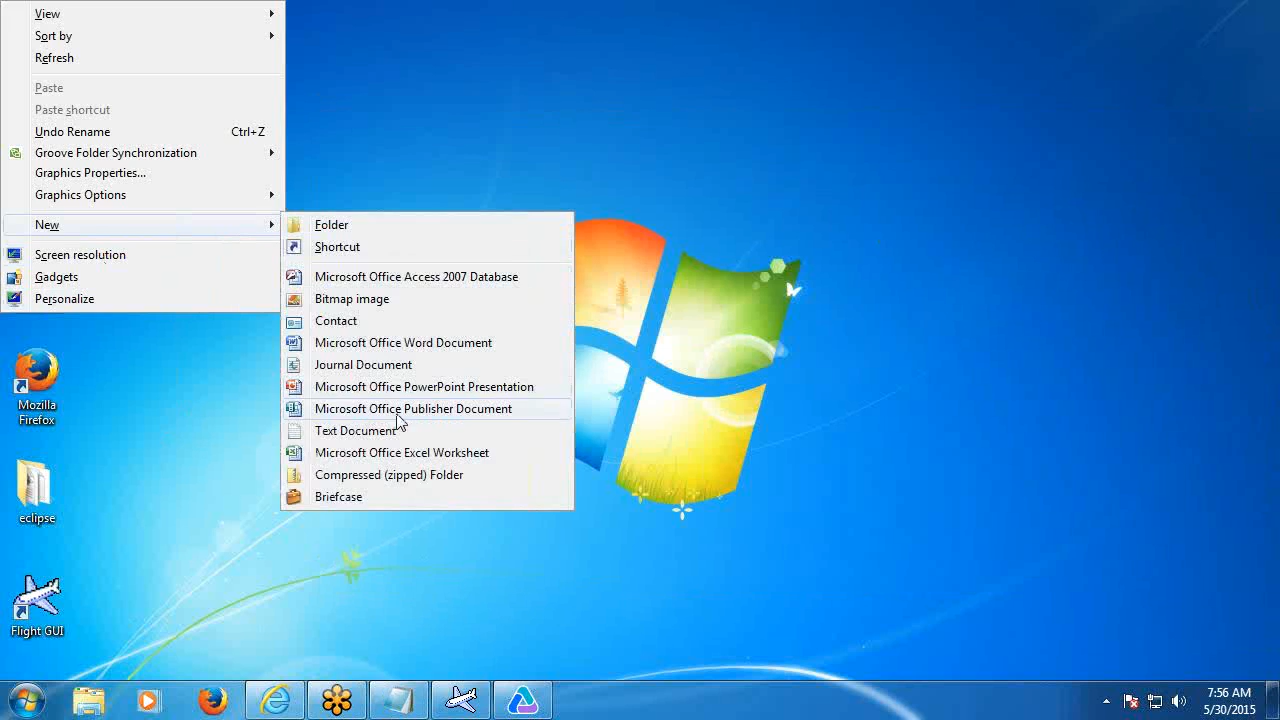 View
Sort by
Refresh
Paste
Paste shortcut
Undo Rename Ctrl+Z
Groove Folder Synchronization
Graphics Properties...
Graphics Options
New
Screen resolution
Gadgets
Personalize
Folder
Shortcut
Microsoft Office Access 2007 Database
Bitmap image
Contact
Microsoft Office Word Document
Journal Document
Microsoft Office PowerPoint Presentation
Microsoft Office Publisher Document
Text Document
Microsoft Office Excel Worksheet
Compressed (zipped) Folder
Briefcase
Mozilla
Firefox
eclipse
Flight GUI
7:56 AM
5/30/2015